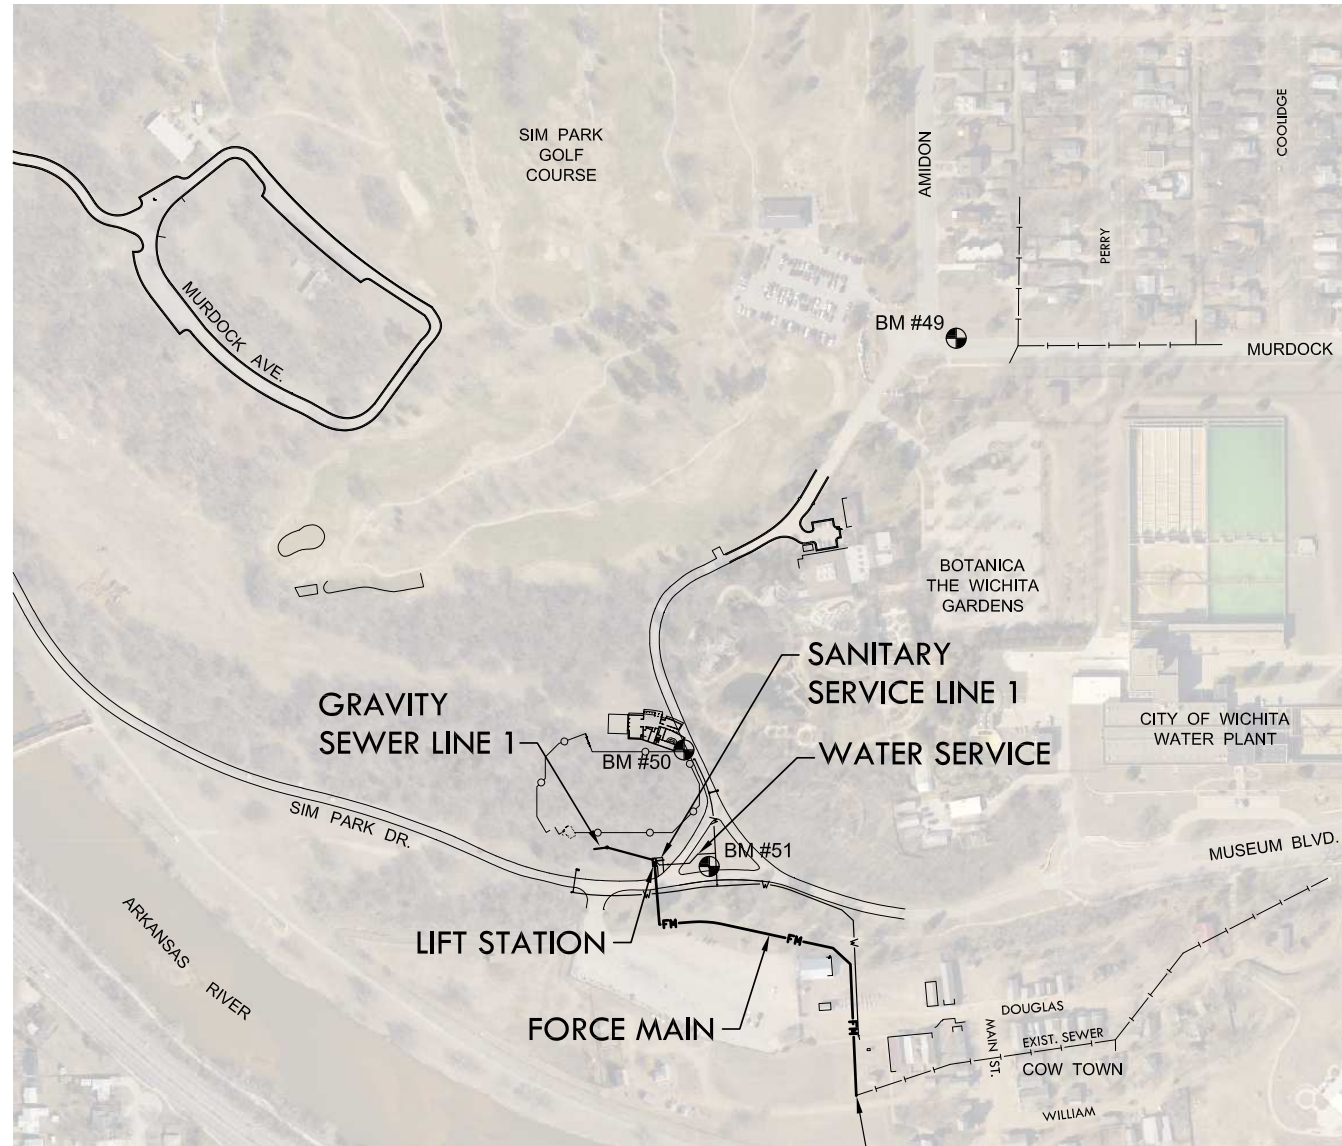 SIM PARK
GOLF
COURSE
AMIDON
COOLIDGE
PERRY
BM #49
MURDOCK
MURDOCK AVE.
BOTANICA
THE WICHITA
GARDENS
SANITARY
SERVICE LINE 1
GRAVITY
SEWER LINE 1
CITY OF WICHITA
WATER PLANT
WATER SERVICE
BM #50
SIM PARK DR.
BM #51
MUSEUM BLVD.
W
W
W
W
ARKANSAS RIVER
LIFT STATION
FM
FM
FORCE MAIN
FM
DOUGLAS
MAIN ST.
EXIST. SEWER
COW TOWN
WILLIAM